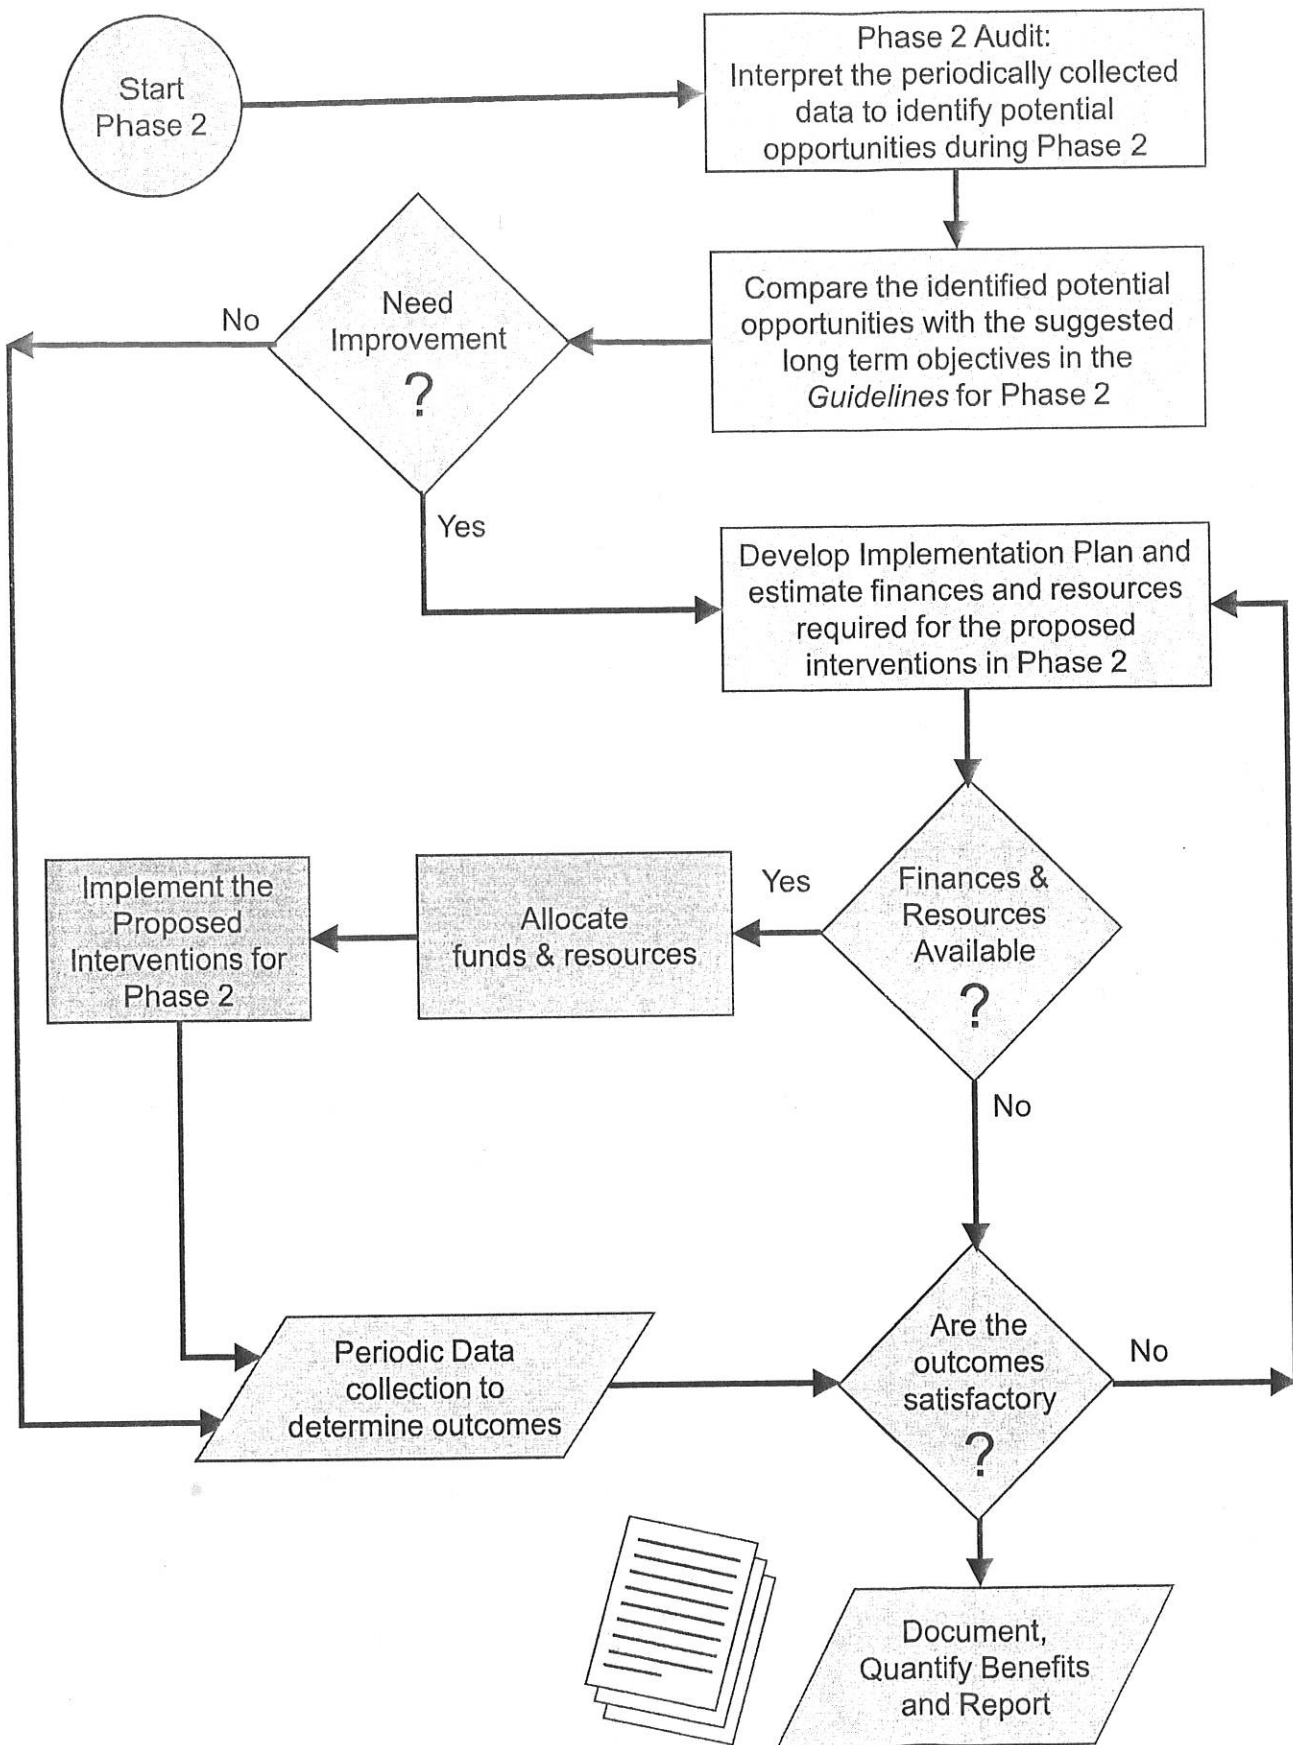 Start
Phase 2
Phase 2 Audit:
Interpret the periodically collected
data to identify potential
opportunities during Phase 2
Compare the identified potential
opportunities with the suggested
long term objectives in the
Guidelines for Phase 2
Need
Improvement
?
No
Yes
Develop Implementation Plan and
estimate finances and resources
required for the proposed
interventions in Phase 2
Finances &
Resources
Available
?
Yes
Allocate
funds & resources
Implement the
Proposed
Interventions for
Phase 2
No
Periodic Data
collection to
determine outcomes
Are the
outcomes
satisfactory
?
No
Document,
Quantify Benefits
and Report